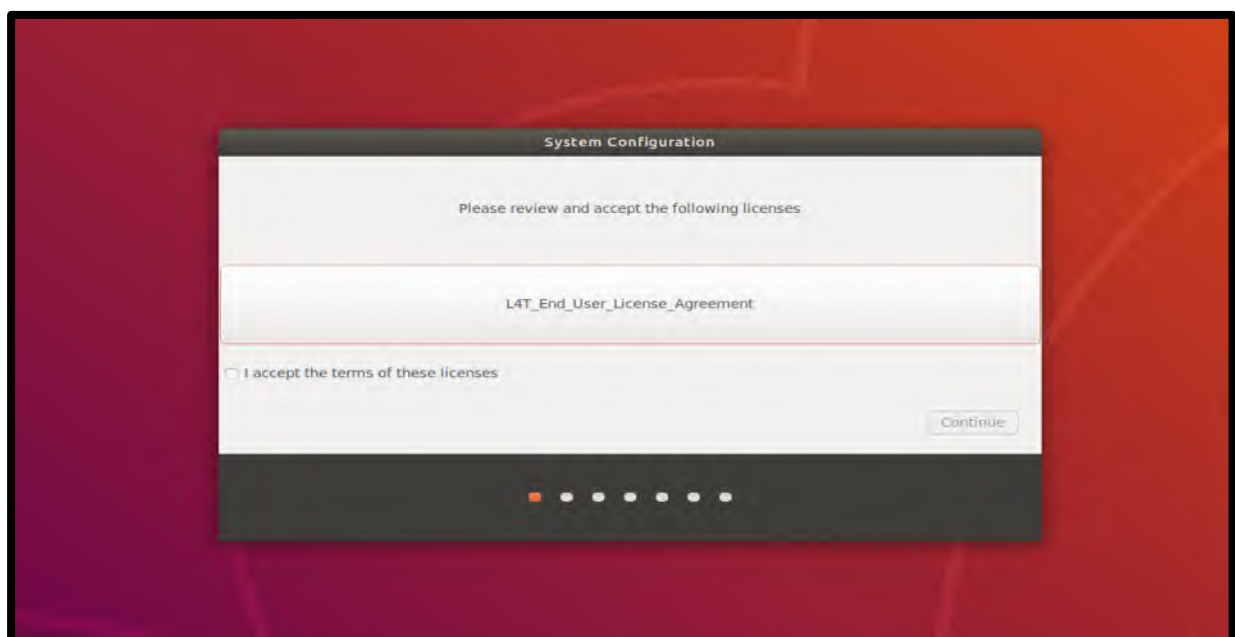 System Configuration
Please review and accept the following licenses
L4T_End_User_License_Agreement
I accept the terms of these licenses
Continue